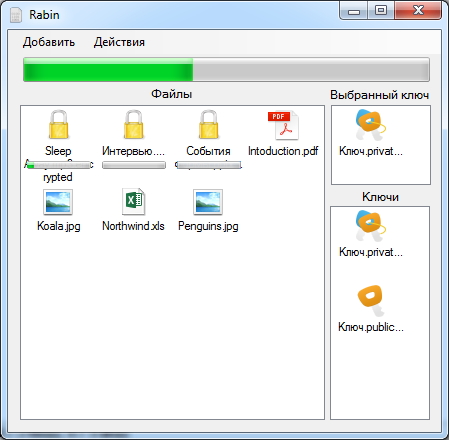 Rabin
Добавить Действия
Файлы
Выбранный ключ
Sleep
rypted
Интервью....
События
Intoduction.pdf
Koala.jpg
Northwind.xls
Penguins.jpg
Ключ.privat...
Ключи
Ключ.privat...
Ключ.public...